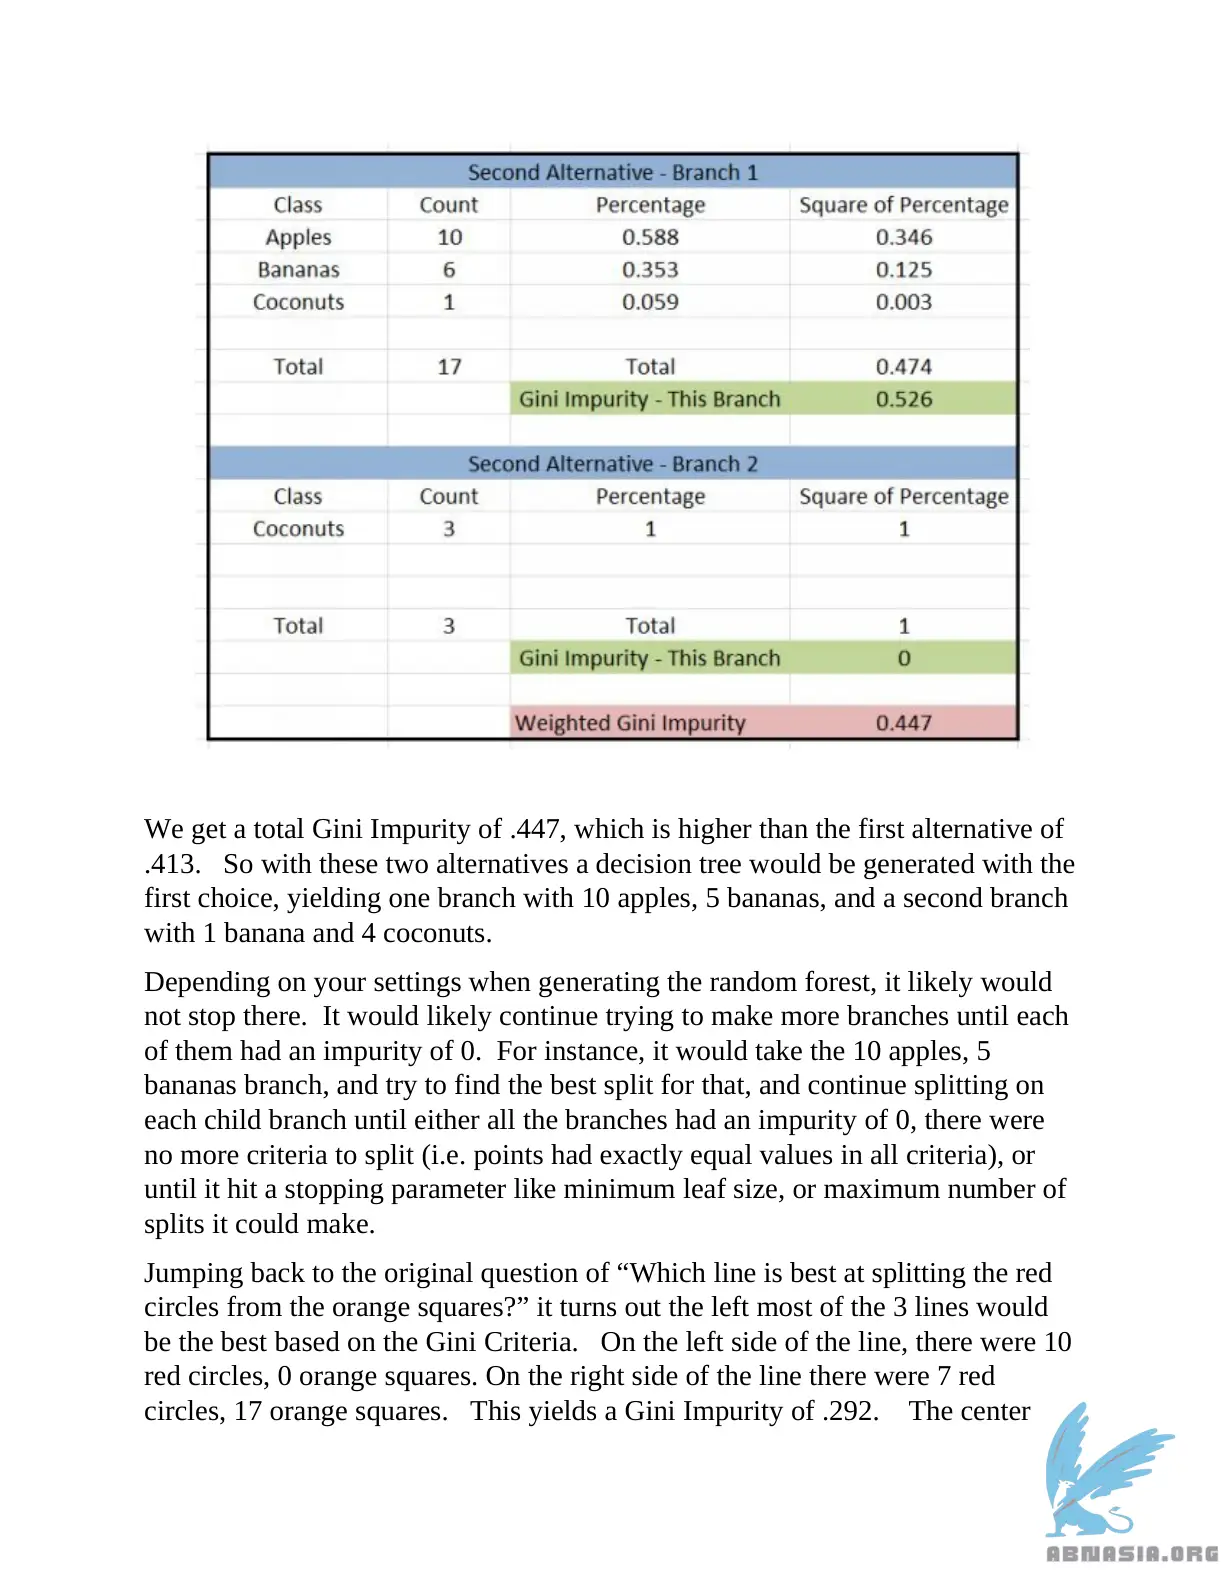 Second Alternative - Branch 1
Class Count Percentage Square of Percentage
Apples 10 0.588 0.346
Bananas 6 0.353 0.125
Coconuts 1 0.059 0.003
Total 17 Total 0.474
Gini Impurity - This Branch 0.526
Second Alternative - Branch 2
Class Count Percentage Square of Percentage
Coconuts 3 1 1
Total 3 Total 1
Gini Impurity - This Branch 0
Weighted Gini Impurity 0.447
We get a total Gini Impurity of .447, which is higher than the first alternative of
.413. So with these two alternatives a decision tree would be generated with the
first choice, yielding one branch with 10 apples, 5 bananas, and a second branch
with 1 banana and 4 coconuts.
Depending on your settings when generating the random forest, it likely would
not stop there. It would likely continue trying to make more branches until each
of them had an impurity of 0. For instance, it would take the 10 apples, 5
bananas branch, and try to find the best split for that, and continue splitting on
each child branch until either all the branches had an impurity of 0, there were
no more criteria to split (i.e. points had exactly equal values in all criteria), or
until it hit a stopping parameter like minimum leaf size, or maximum number of
splits it could make.
Jumping back to the original question of “Which line is best at splitting the red
circles from the orange squares?” it turns out the left most of the 3 lines would
be the best based on the Gini Criteria. On the left side of the line, there were 10
red circles, 0 orange squares. On the right side of the line there were 7 red
circles, 17 orange squares. This yields a Gini Impurity of .292. The center
ABNASIA.ORG